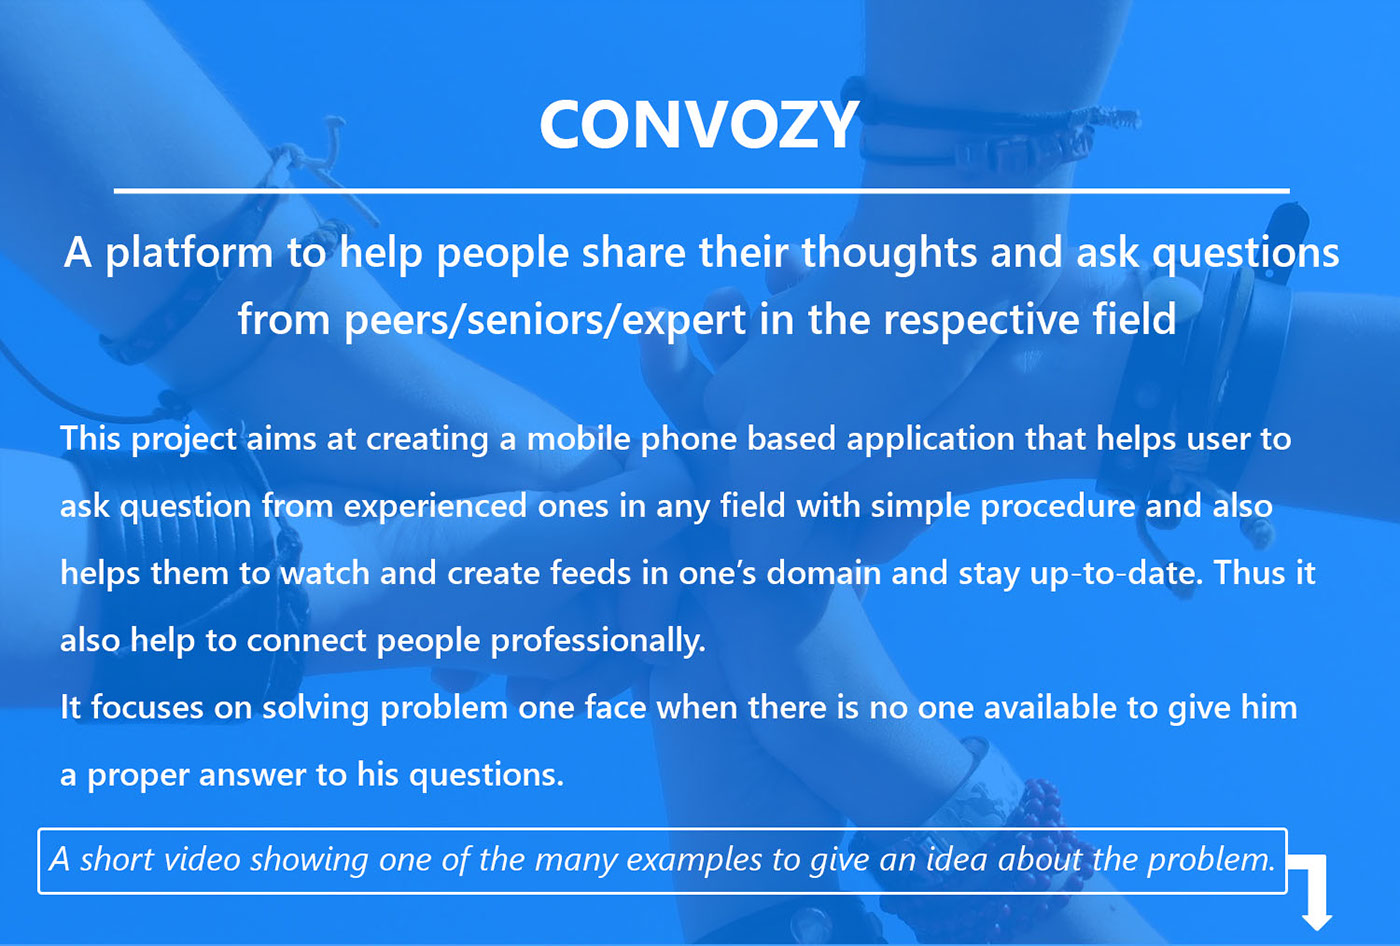 CONVOZY
A platform to help people share their thoughts and ask questions
from peers/seniors/expert in the respective field
This project aims at creating a mobile phone based application that helps user to
ask question from experienced ones in any field with simple procedure and also
helps them to watch and create feeds in one’s domain and stay up-to-date. Thus it
also help to connect people professionally.
It focuses on solving problem one face when there is no one available to give him
a proper answer to his questions.
A short video showing one of the many examples to give an idea about the problem.